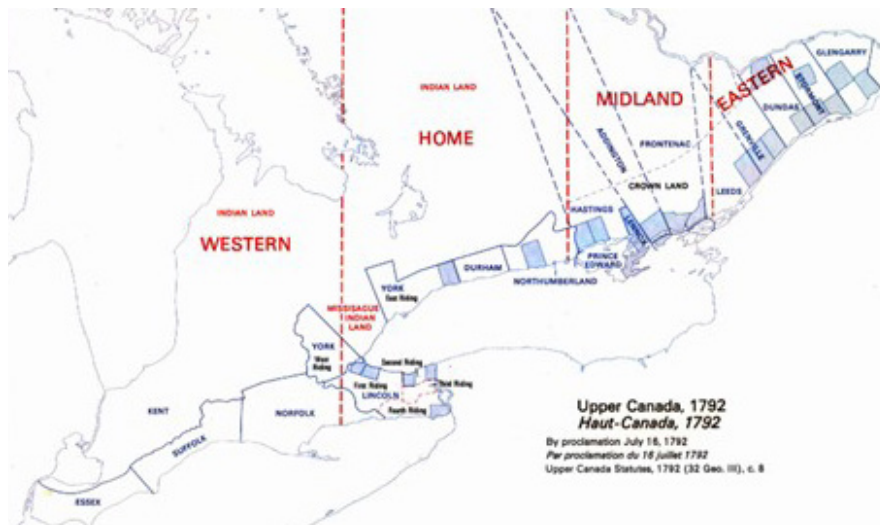 GLENGARRY
INDIAN LAND
EASTERN
STORMONT
MIDLAND
DUNDAS
HOME
GRENVILLE
ADDINGTON
FRONTENAC
CROWN LAND
LEEDS
INDIAN LAND
HASTINGS
LENNOX
WESTERN
PRINCE
EDWARD
DURHAM
NORTHUMBERLAND
YORK
East Riding
MISSISAGUE
INDIAN
LAND
YORK
West
Riding
Second Riding
First Riding
Third Riding
LINCOLN
Fourth Riding
KENT
NORFOLK
SUFFOLK
ESSEX
Upper Canada, 1792
Haut-Canada, 1792
By proclamation July 16, 1792
Par proclamation du 16 juillet 1792
Upper Canada Statutes, 1792 (32 Geo. III), c. 8